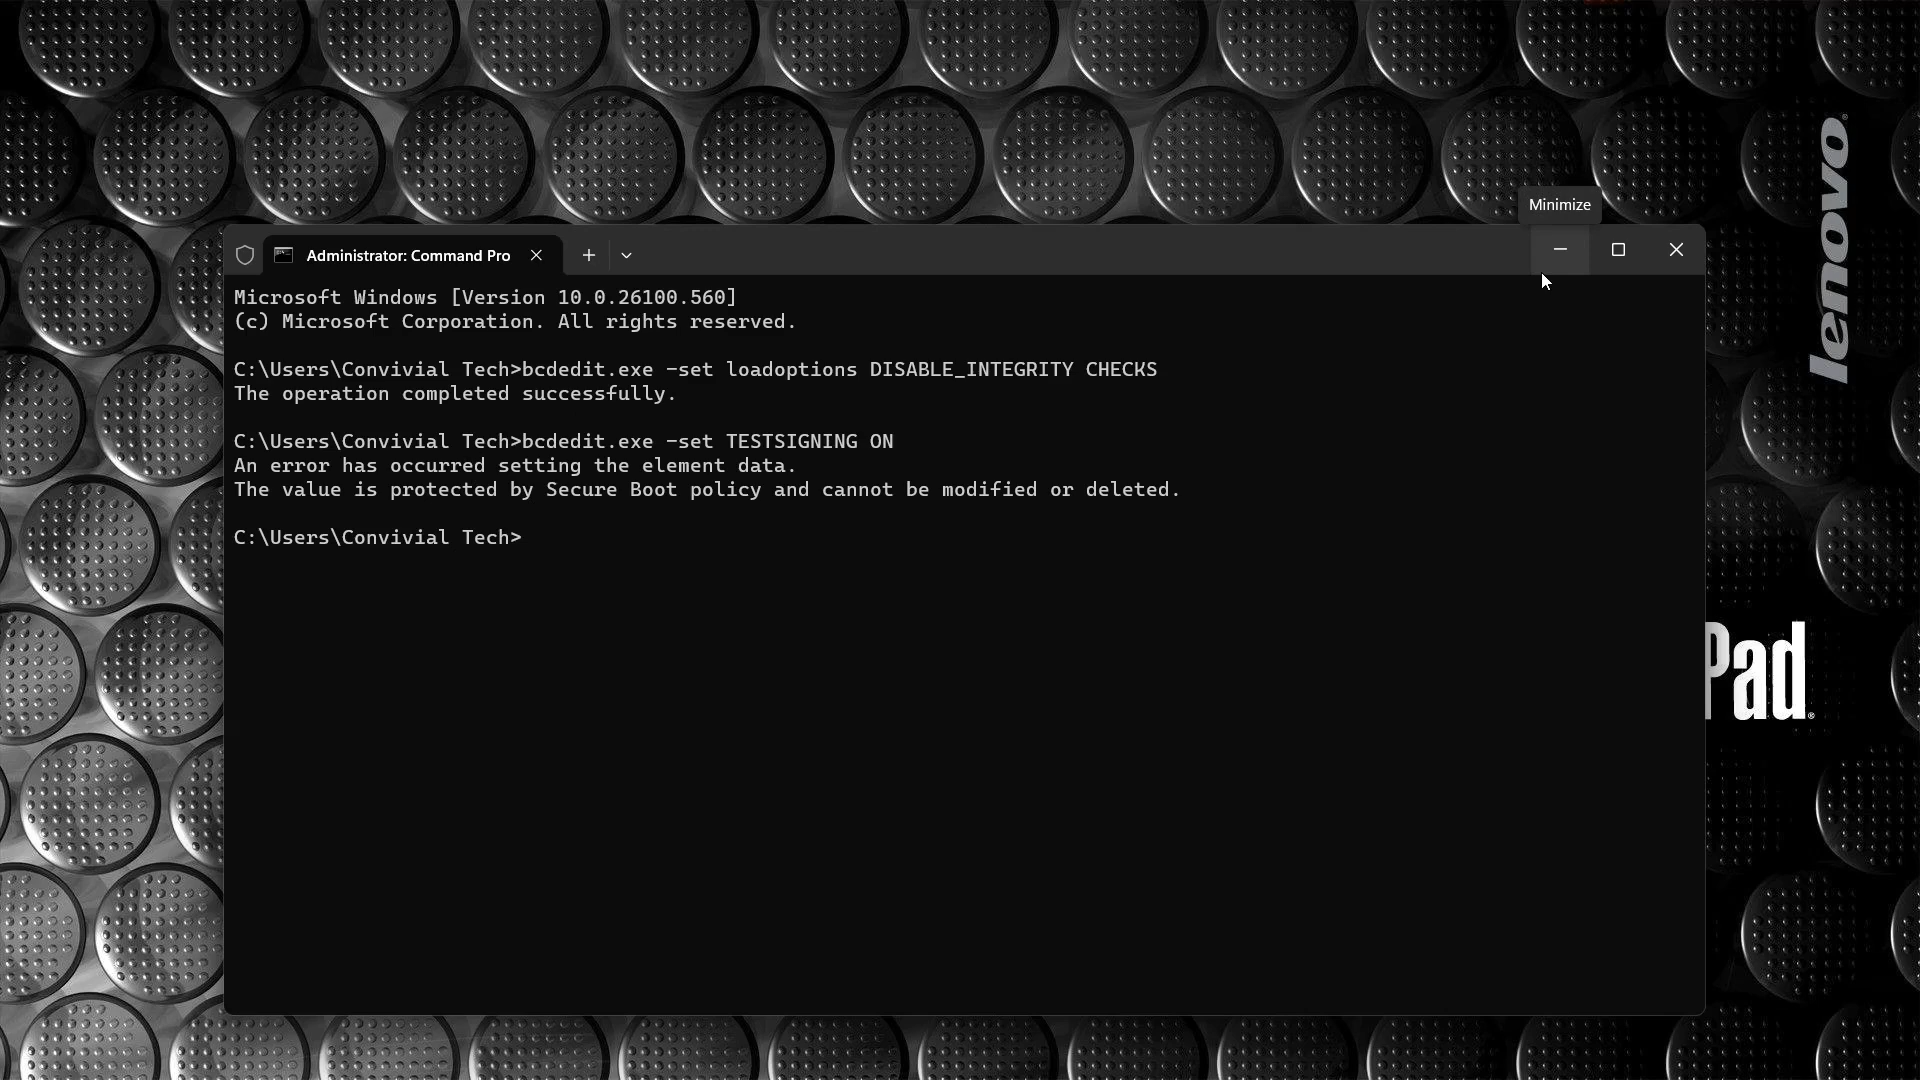 Minimize
lenovo
Administrator: Command Pro
Microsoft Windows [Version 10.0.26100.560]
(c) Microsoft Corporation. All rights reserved.
C:\Users\Convivial Tech>bcdedit.exe -set loadoptions DISABLE_INTEGRITY CHECKS
The operation completed successfully.
C:\Users\Convivial Tech>bcdedit.exe -set TESTSIGNING ON
An error has occurred setting the element data.
The value is protected by Secure Boot policy and cannot be modified or deleted.
C:\Users\Convivial Tech>
Pad